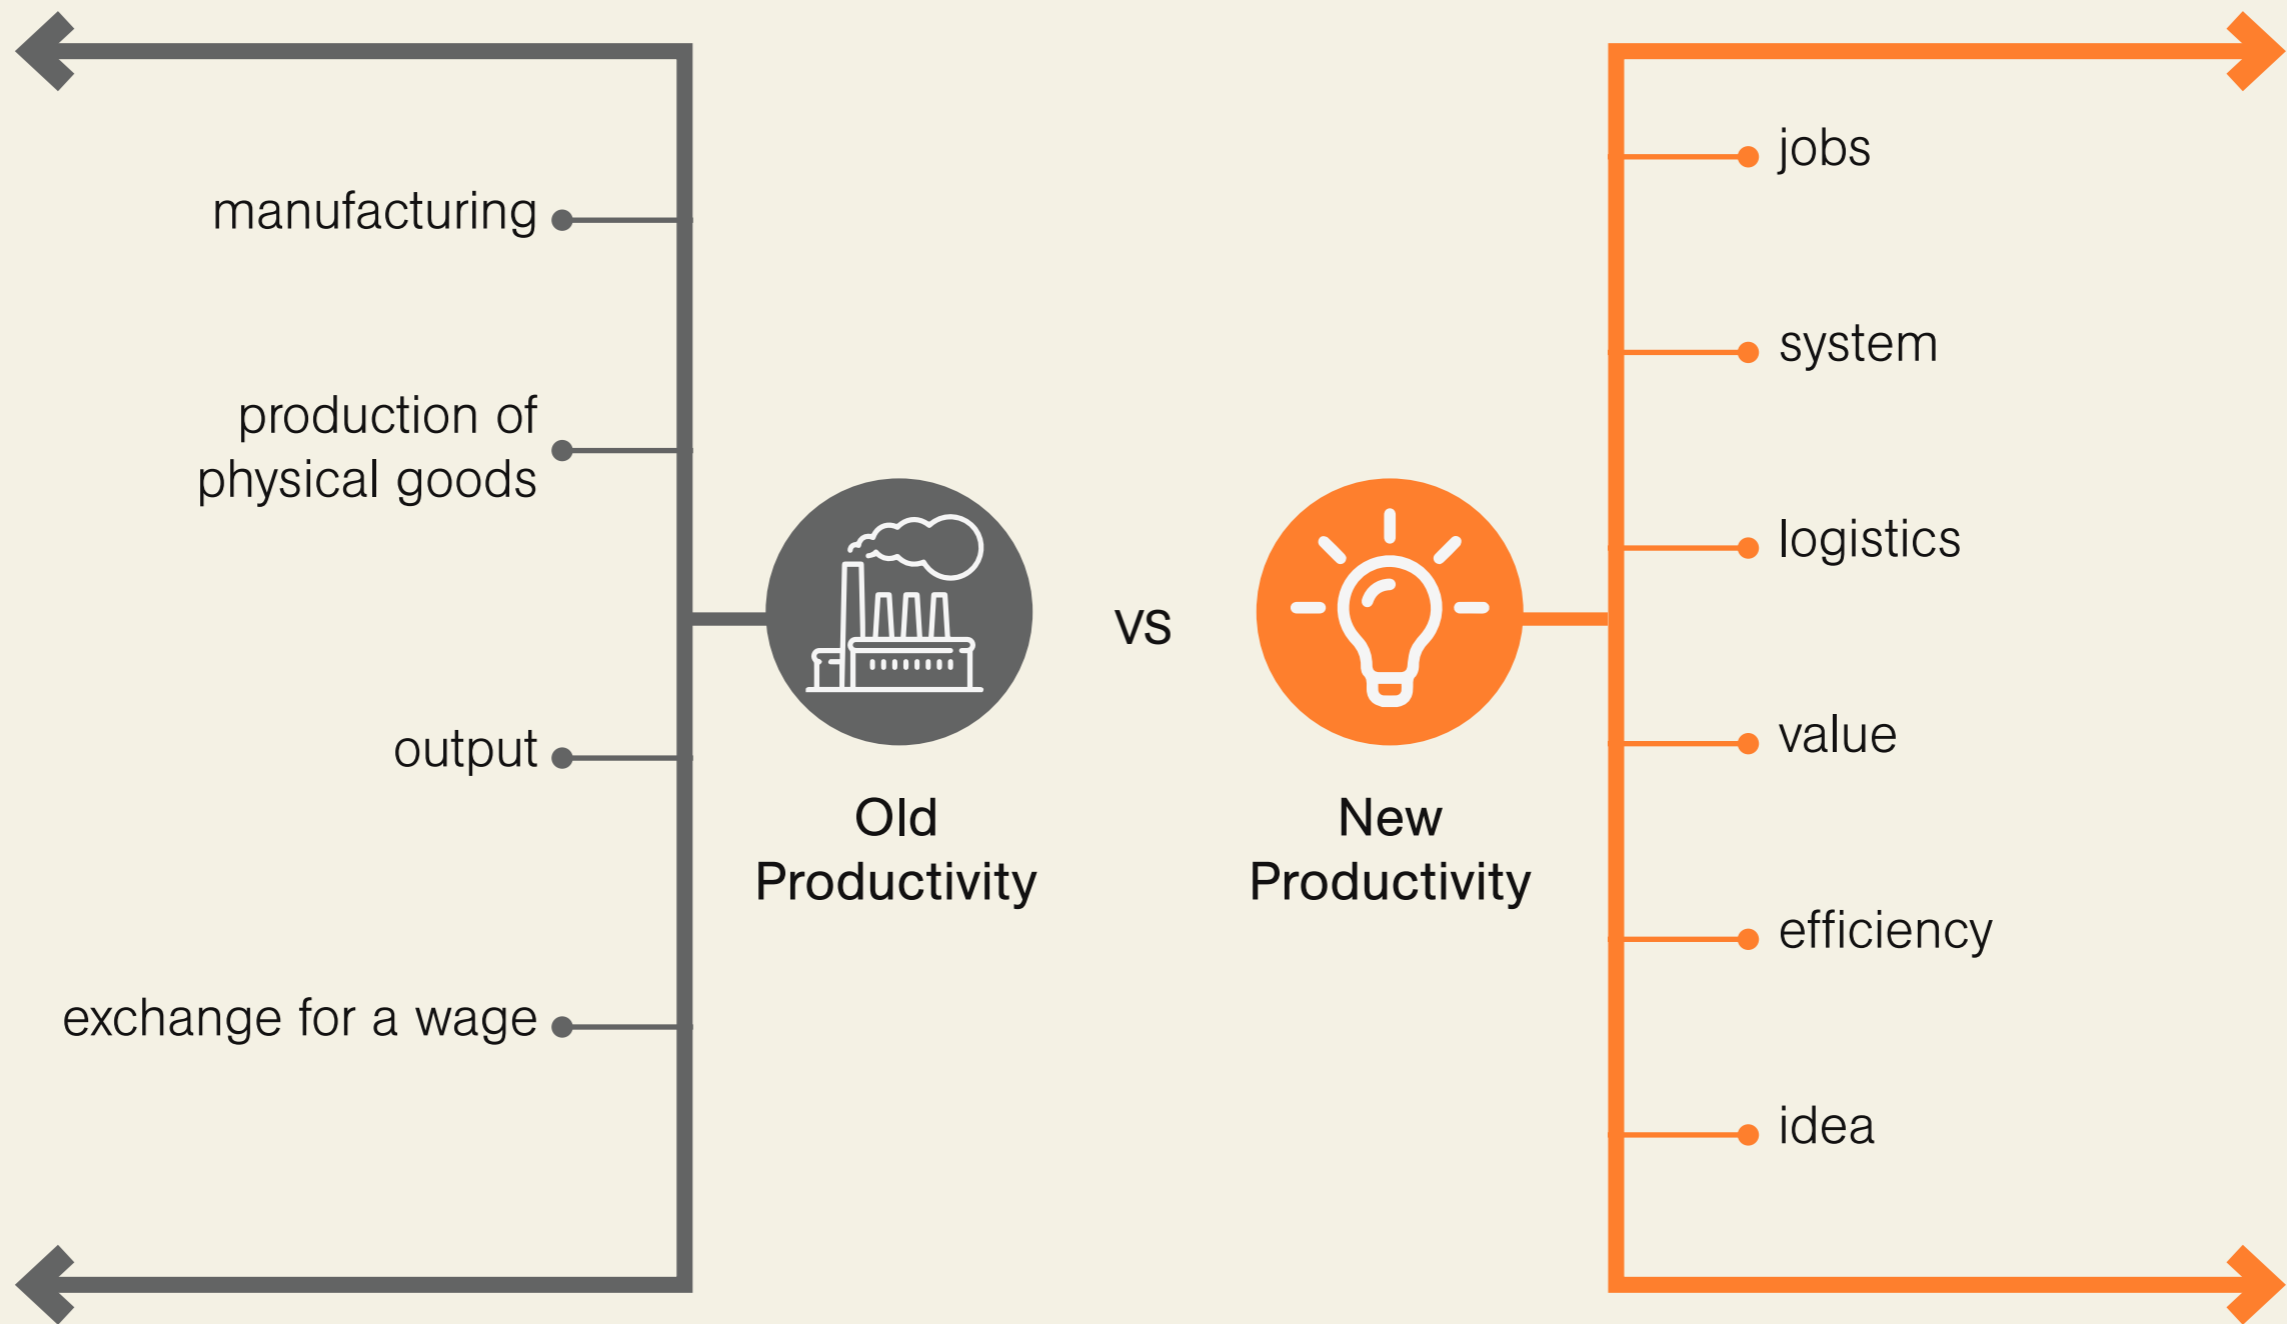 manufacturing
production of
physical goods
output
exchange for a wage
Old
Productivity
vs
New
Productivity
jobs
system
logistics
value
efficiency
idea